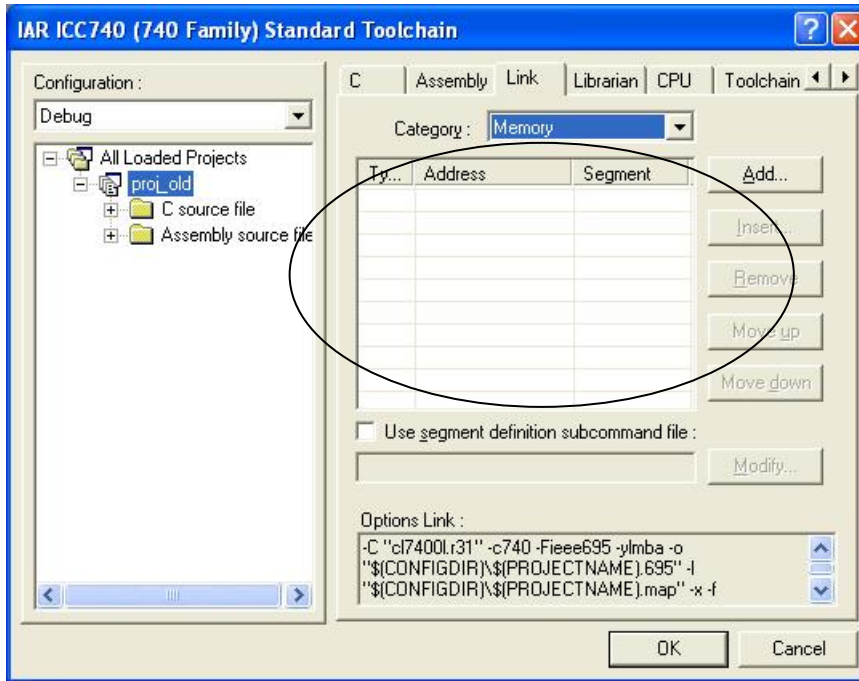 IAR ICC740 (740 Family) Standard Toolchain
Configuration :
Debug
All Loaded Projects
proj_old
C source file
Assembly source file
C Assembly Link Librarian CPU Toolchain
Category : Memory
Ty... Address Segment
Add...
Insert...
Remove
Move up
Move down
Use segment definition subcommand file :
Modify...
Options Link :
-C "cl7400l.r31" -c740 -Fieee695 -ylmba -o
"$(CONFIGDIR)\$(PROJECTNAME).695" -l
"$(CONFIGDIR)\$(PROJECTNAME).map" -x -f
OK Cancel